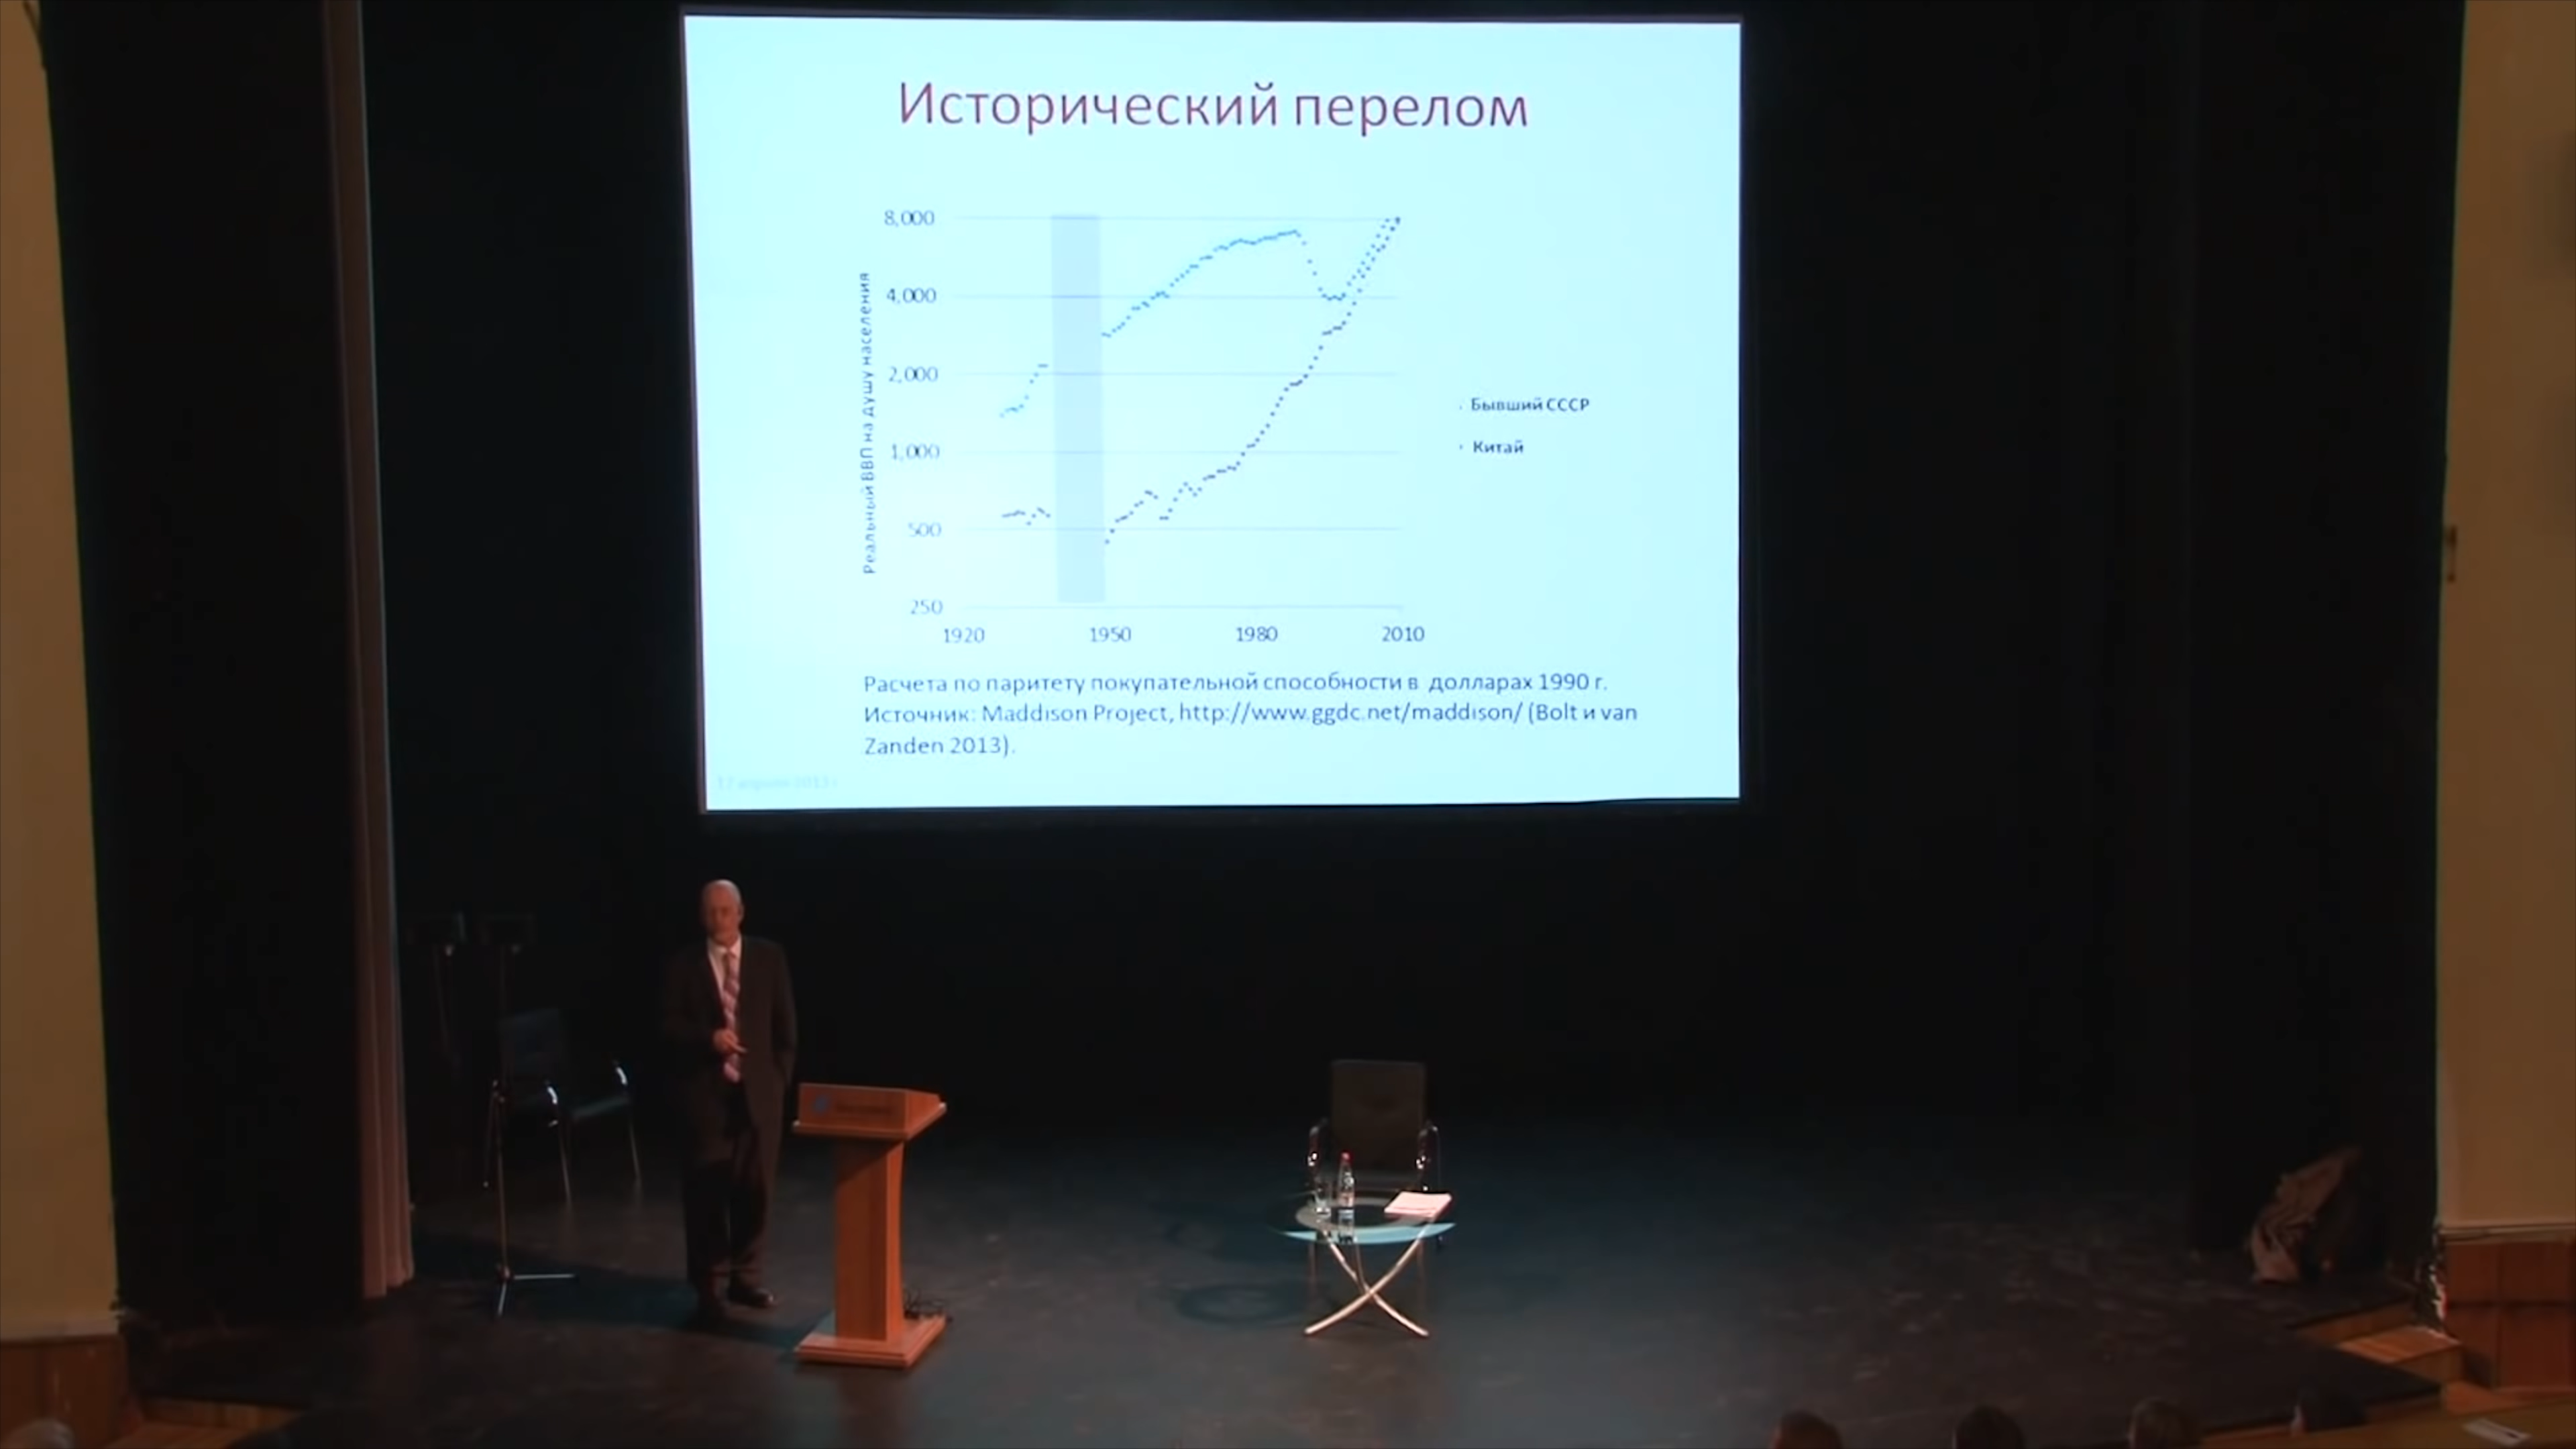 Исторический перелом
Реальный ВВП на душу населения
8,000
4,000
2,000
1,000
500
250
1920 1950 1980 2010
Бывший СССР
Китай
Расчета по паритету покупательной способности в долларах 1990 г.
Источник: Maddison Project, http://www.ggdc.net/maddison/ (Bolt и van
Zanden 2013).